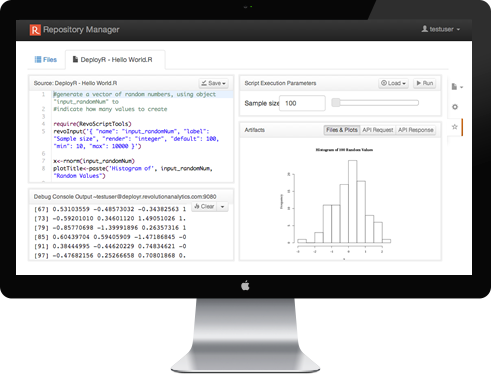 R Repository Manager
testuser
Files
DeployR - Hello World.R
Source: DeployR - Hello World.R
Save
1 #generate a vector of random numbers, using object
"input_randomNum" to
2 #indicate how many values to create
3
4 require(RevoScriptTools)
5 revoInput('{ "name": "input_randomNum", "label":
"Sample size", "render": "integer", "default": 100,
"min": 10, "max": 10000 }')
6
7 x<-rnorm(input_randomNum)
8 plotTitle<-paste('Histogram of', input_randomNum,
"Random Values")
Debug Console Output ~testuser@deployr.revolutionanalytics.com:9080
Clear
[67] 0.53103559 -0.48573032 -0.34382563 1
[73] -0.59201010 0.34601120 1.49051026 1.
[79] -0.85770698 -1.39991896 0.26357316 1
[85] 0.60439704 0.59405909 -1.47186845 -0
[91] 0.38444995 -0.44620229 0.74834621 -0
[97] -0.47682156 0.25266658 0.70801868 0.
Script Execution Parameters
Load
Run
Sample size 100
Artifacts
Files & Plots
API Request
API Response
Histogram of 100 Random Values
Frequency